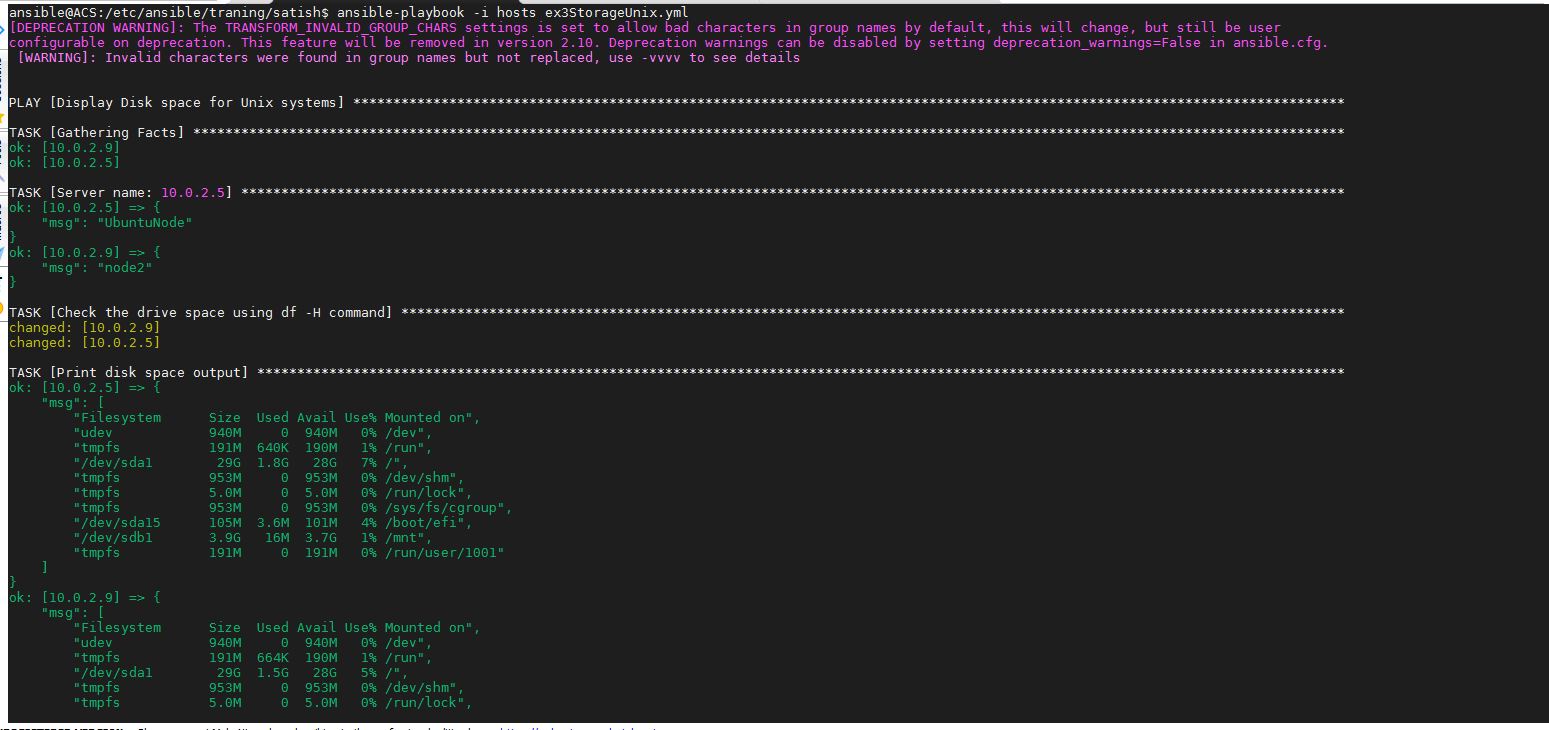 ansible@ACS:/etc/ansible/traning/satish$ ansible-playbook -i hosts ex3StorageUnix.yml
[DEPRECATION WARNING]: The TRANSFORM_INVALID_GROUP_CHARS settings is set to allow bad characters in group names by default, this will change, but still be user
configurable on deprecation. This feature will be removed in version 2.10. Deprecation warnings can be disabled by setting deprecation_warnings=False in ansible.cfg.
 [WARNING]: Invalid characters were found in group names but not replaced, use -vvvv to see details

PLAY [Display Disk space for Unix systems] ****************************************************************************************************************************

TASK [Gathering Facts] ************************************************************************************************************************************************
ok: [10.0.2.9]
ok: [10.0.2.5]

TASK [Server name: 10.0.2.5] ******************************************************************************************************************************************
ok: [10.0.2.5] => {
    "msg": "UbuntuNode"
}
ok: [10.0.2.9] => {
    "msg": "node2"
}

TASK [Check the drive space using df -H command] **********************************************************************************************************************
changed: [10.0.2.9]
changed: [10.0.2.5]

TASK [Print disk space output] ****************************************************************************************************************************************
ok: [10.0.2.5] => {
    "msg": [
        "Filesystem      Size  Used Avail Use% Mounted on",
        "udev            940M     0  940M   0% /dev",
        "tmpfs           191M  640K  190M   1% /run",
        "/dev/sda1        29G  1.8G   28G   7% /",
        "tmpfs           953M     0  953M   0% /dev/shm",
        "tmpfs           5.0M     0  5.0M   0% /run/lock",
        "tmpfs           953M     0  953M   0% /sys/fs/cgroup",
        "/dev/sda15      105M  3.6M  101M   4% /boot/efi",
        "/dev/sdb1       3.9G   16M  3.7G   1% /mnt",
        "tmpfs           191M     0  191M   0% /run/user/1001"
    ]
}
ok: [10.0.2.9] => {
    "msg": [
        "Filesystem      Size  Used Avail Use% Mounted on",
        "udev            940M     0  940M   0% /dev",
        "tmpfs           191M  664K  190M   1% /run",
        "/dev/sda1        29G  1.5G   28G   5% /",
        "tmpfs           953M     0  953M   0% /dev/shm",
        "tmpfs           5.0M     0  5.0M   0% /run/lock",